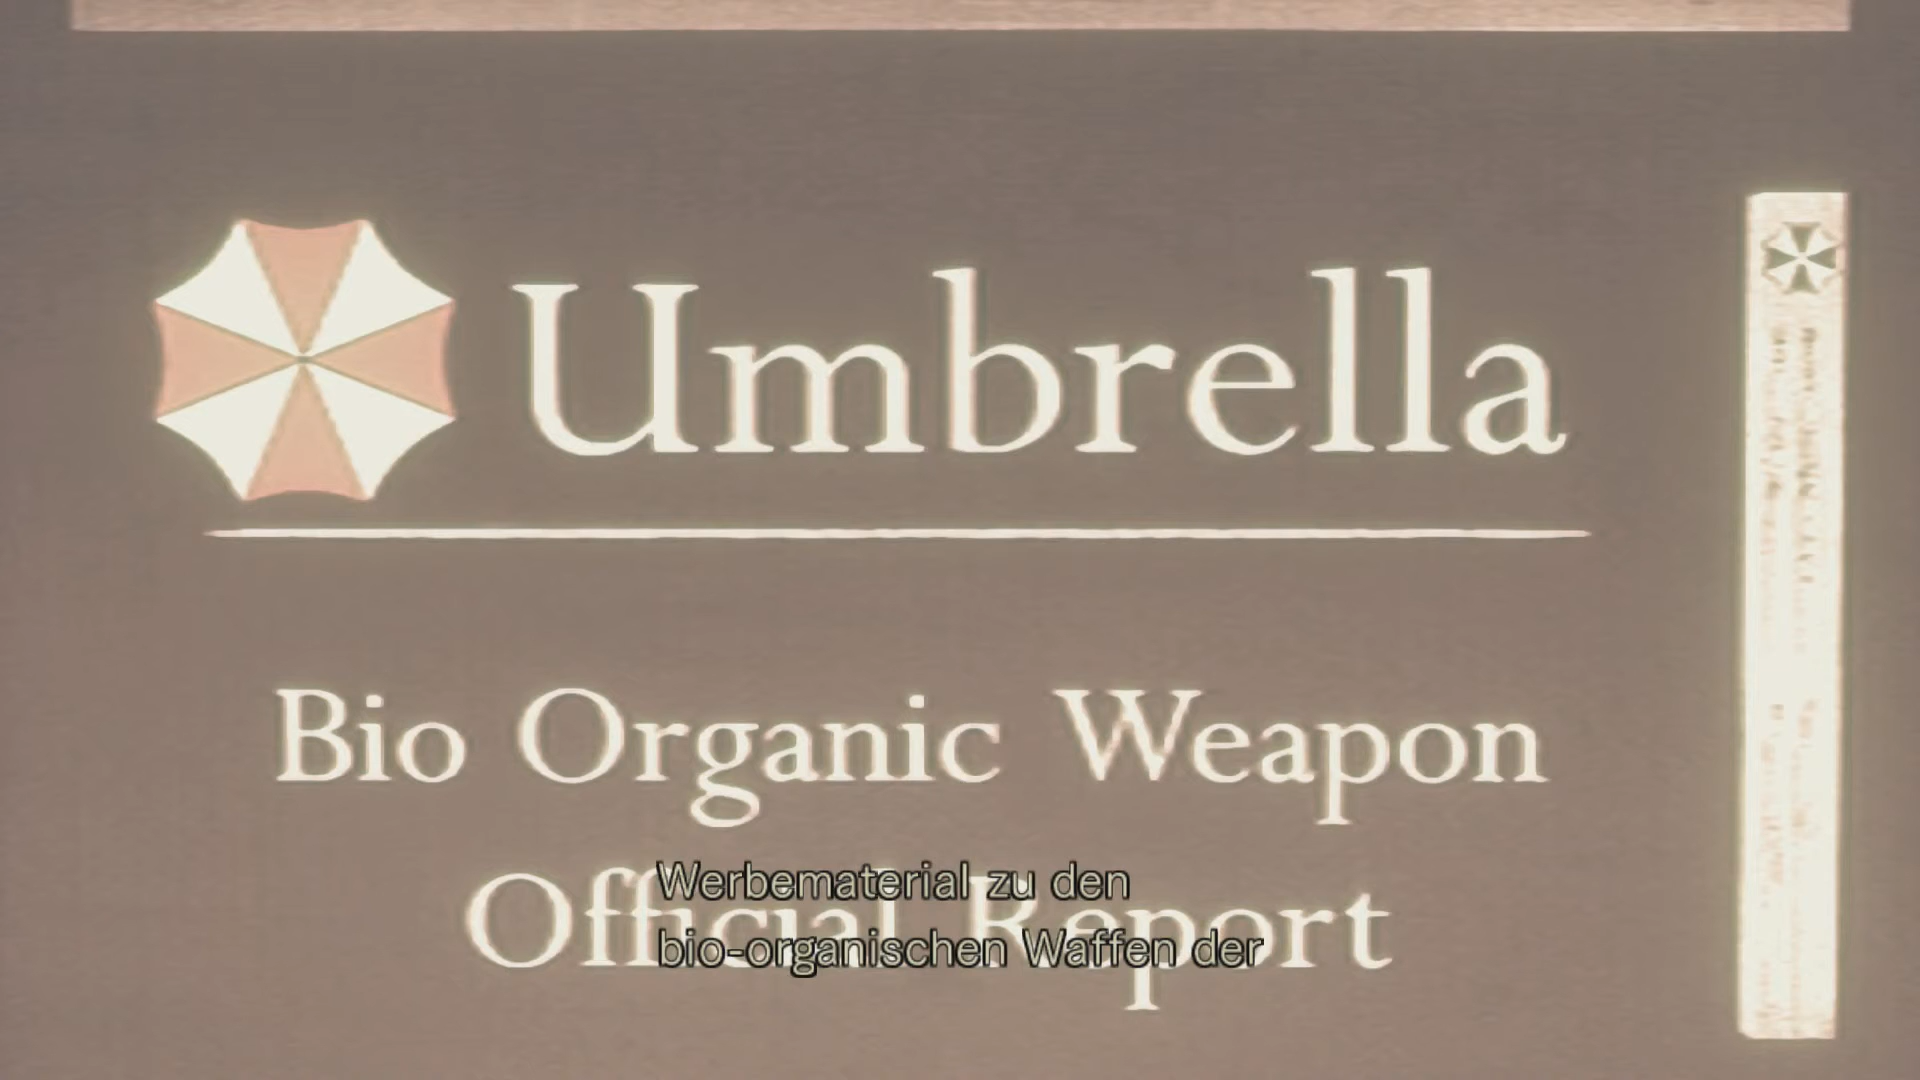 Umbrella
Bio Organic Weapon
Official Report
Werbematerial zu den
bio-organischen Waffen der